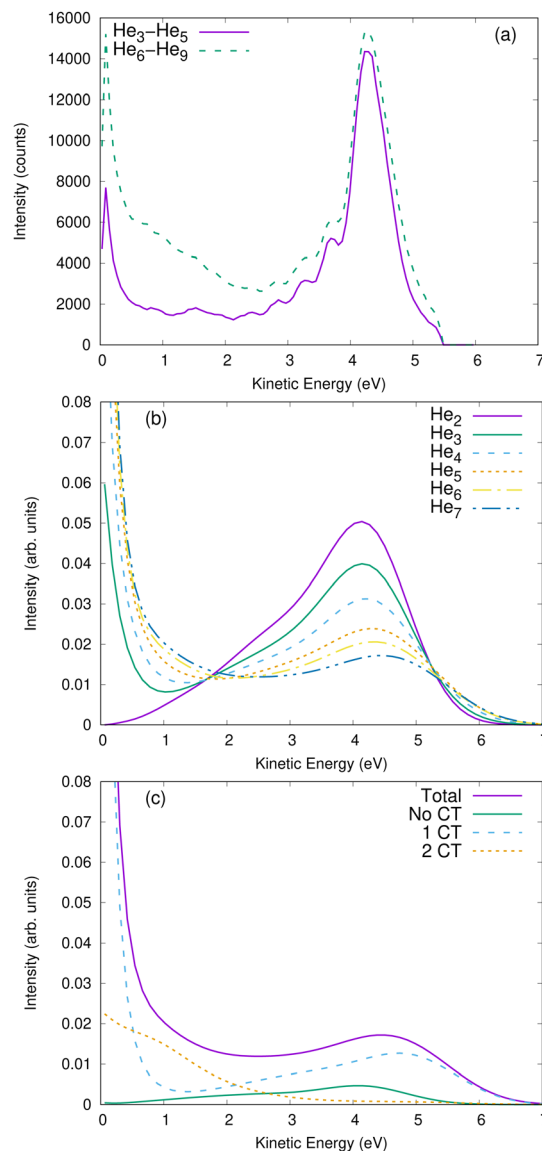 16000
14000
12000
10000
8000
6000
4000
2000
0
Intensity (counts)
He3–He5
He6–He9
(a)
0 1 2 3 4 5 6 7
Kinetic Energy (eV)
0.08
0.07
0.06
0.05
0.04
0.03
0.02
0.01
0
Intensity (arb. units)
(b)
He2
He3
He4
He5
He6
He7
0 1 2 3 4 5 6 7
Kinetic Energy (eV)
0.08
0.07
0.06
0.05
0.04
0.03
0.02
0.01
0
Intensity (arb. units)
(c)
Total
No CT
1 CT
2 CT
0 1 2 3 4 5 6 7
Kinetic Energy (eV)